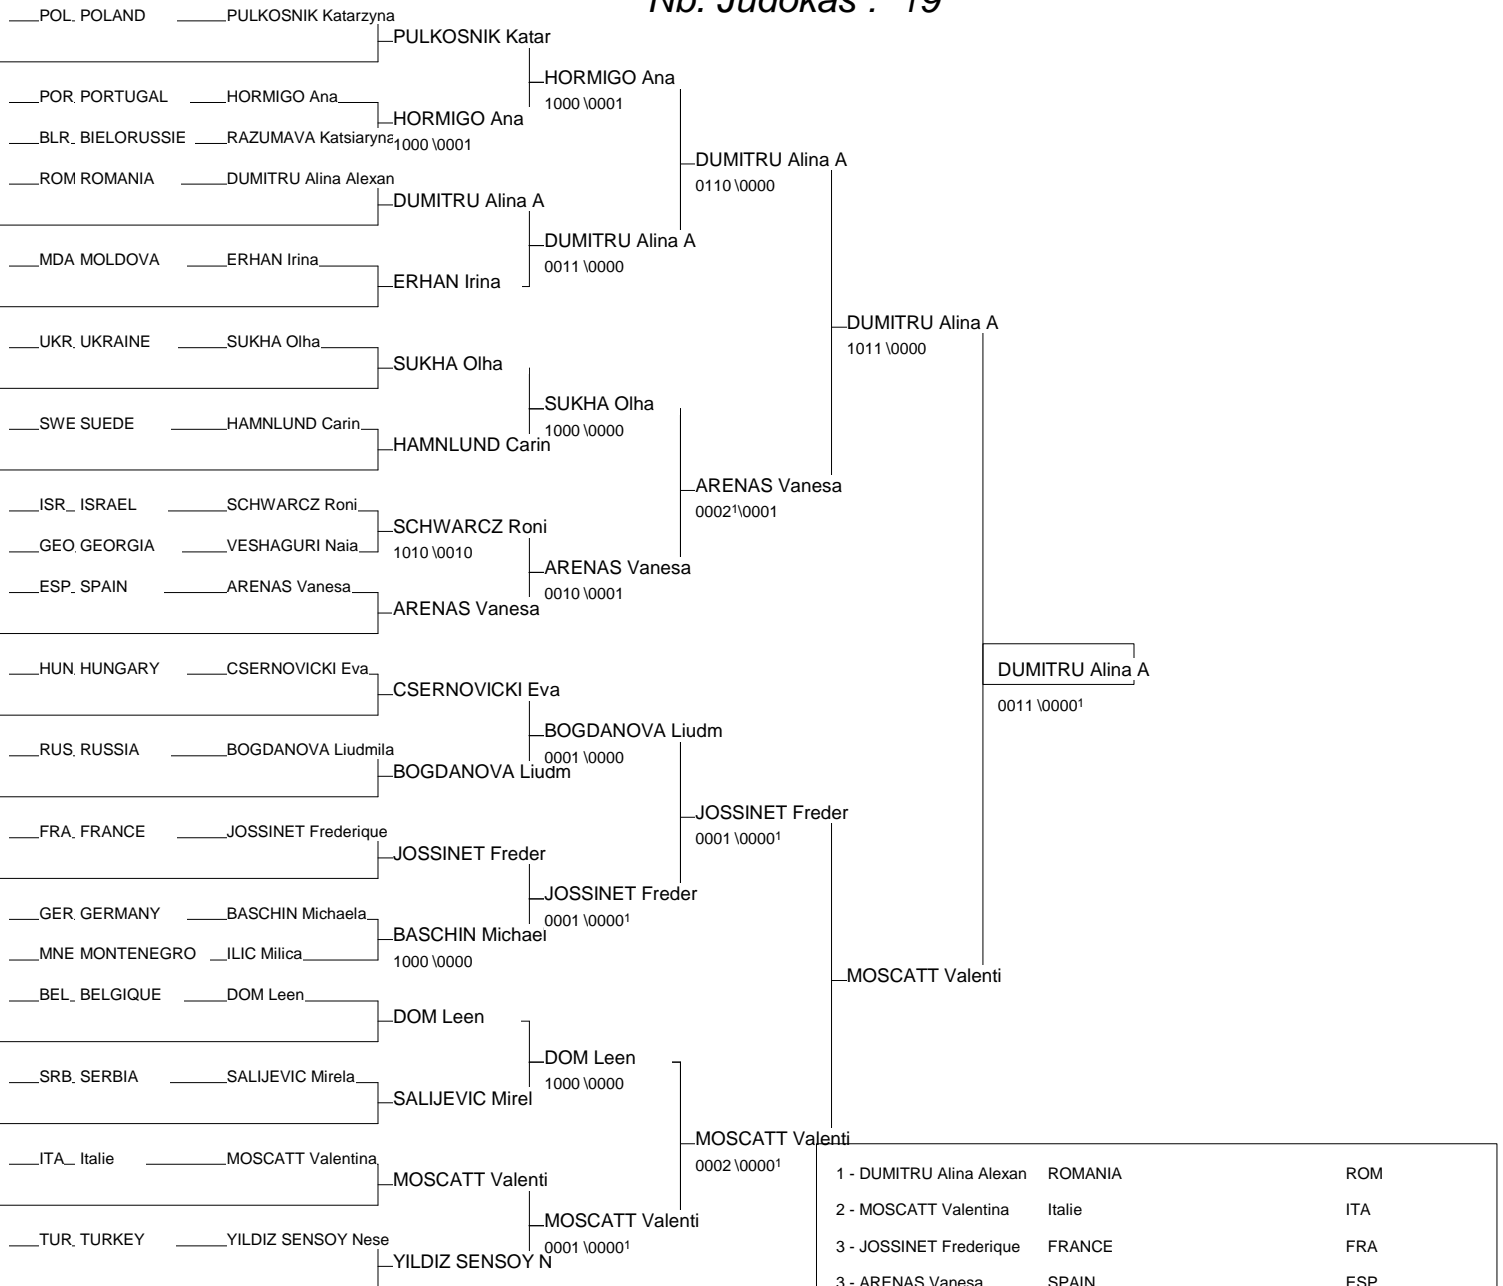 Nb. Judokas : 19
POL POLAND PULKOSNIK Katarzyna
PULKOSNIK Katar
HORMIGO Ana
1000 \0001
POR PORTUGAL HORMIGO Ana
HORMIGO Ana
1000 \0001
BLR BIELORUSSIE RAZUMAVA Katsiaryna
DUMITRU Alina A
0110 \0000
ROM ROMANIA DUMITRU Alina Alexan
DUMITRU Alina A
DUMITRU Alina A
0011 \0000
MDA MOLDOVA ERHAN Irina
ERHAN Irina
DUMITRU Alina A
1011 \0000
UKR UKRAINE SUKHA Olha
SUKHA Olha
SUKHA Olha
1000 \0000
SWE SUEDE HAMNLUND Carin
HAMNLUND Carin
ARENAS Vanesa
0002¹\0001
ISR ISRAEL SCHWARCZ Roni
SCHWARCZ Roni
1010 \0010
GEO GEORGIA VESHAGURI Naia
ARENAS Vanesa
0010 \0001
ESP SPAIN ARENAS Vanesa
ARENAS Vanesa
HUN HUNGARY CSERNOVICKI Eva
DUMITRU Alina A
0011 \0000¹
CSERNOVICKI Eva
BOGDANOVA Liudm
0001 \0000
RUS RUSSIA BOGDANOVA Liudmila
BOGDANOVA Liudm
JOSSINET Freder
0001 \0000¹
FRA FRANCE JOSSINET Frederique
JOSSINET Freder
JOSSINET Freder
0001 \0000¹
GER GERMANY BASCHIN Michaela
BASCHIN Michael
1000 \0000
MNE MONTENEGRO ILIC Milica
MOSCATT Valenti
BEL BELGIQUE DOM Leen
DOM Leen
DOM Leen
1000 \0000
SRB SERBIA SALIJEVIC Mirela
SALIJEVIC Mirel
MOSCATT Valenti
0002 \0000¹
ITA Italie MOSCATT Valentina
MOSCATT Valenti
MOSCATT Valenti
0001 \0000¹
TUR TURKEY YILDIZ SENSOY Nese
YILDIZ SENSOY N
1 - DUMITRU Alina Alexan ROMANIA ROM
2 - MOSCATT Valentina Italie ITA
3 - JOSSINET Frederique FRANCE FRA
3 - ARENAS Vanesa SPAIN ESP